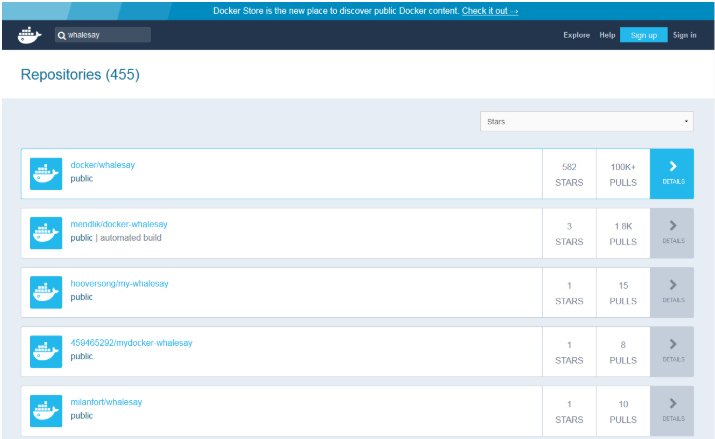 Docker Store is the new place to discover public Docker content. Check it out →
whalesay
Explore Help Sign up Sign in
Repositories (455)
Stars
docker/whalesay
public
582
STARS
100K+
PULLS
DETAILS
mendlik/docker-whalesay
public | automated build
3
STARS
1.8K
PULLS
DETAILS
hooversong/my-whalesay
public
1
STARS
15
PULLS
DETAILS
459465292/mydocker-whalesay
public
1
STARS
8
PULLS
DETAILS
milanfort/whalesay
public
1
STARS
10
PULLS
DETAILS